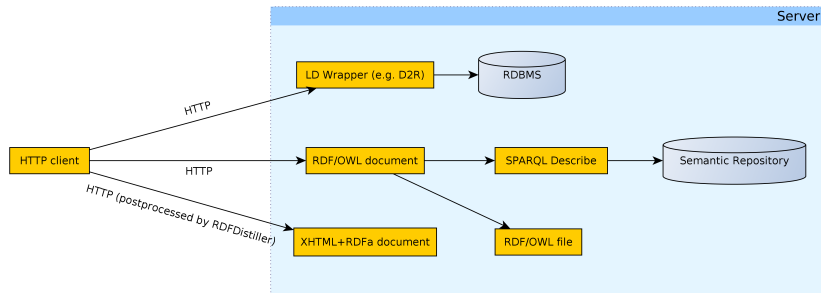 Server
LD Wrapper (e.g. D2R)
RDBMS
HTTP
HTTP client
RDF/OWL document
SPARQL Describe
Semantic Repository
HTTP
HTTP (postprocessed by RDFDistiller)
XHTML+RDFa document
RDF/OWL file